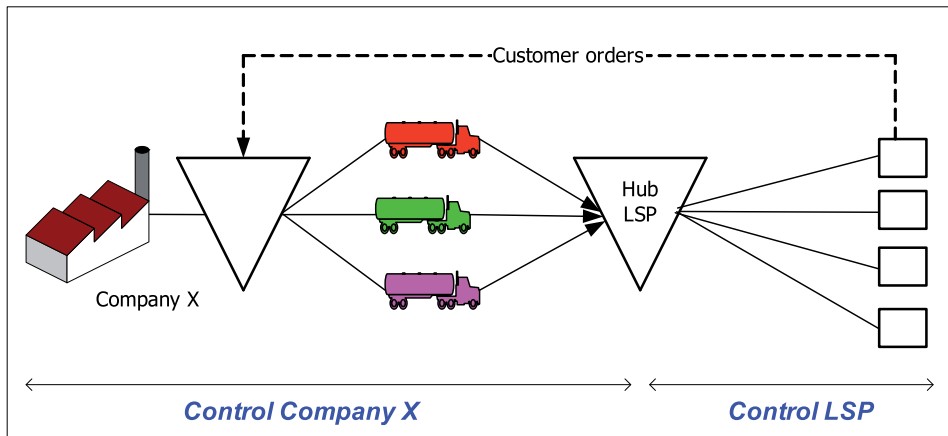 Customer orders
Hub
LSP
Company X
Control Company X
Control LSP